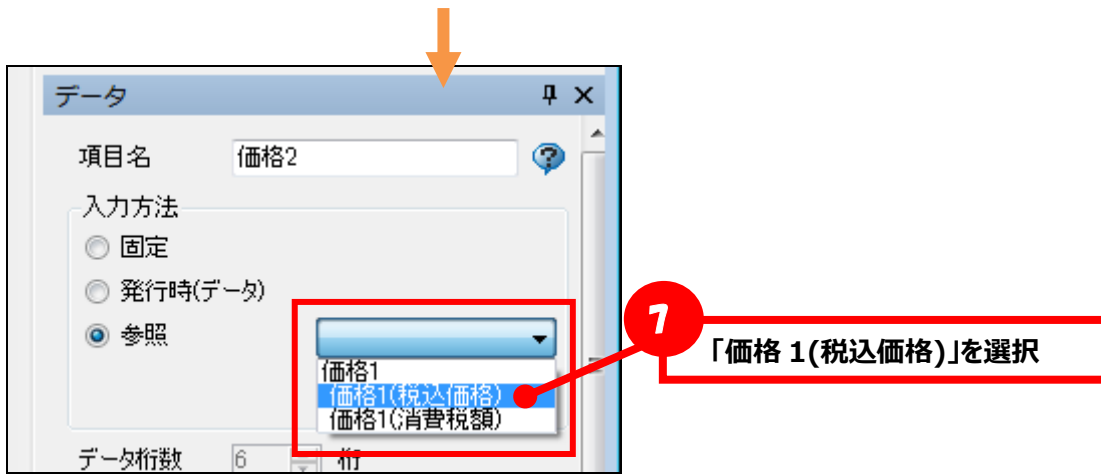 データ
項目名 価格2
入力方法
固定
発行時(データ)
参照
価格1
価格1(税込価格)
価格1(消費税額)
データ桁数 6 桁
1
「価格 1(税込価格)」を選択